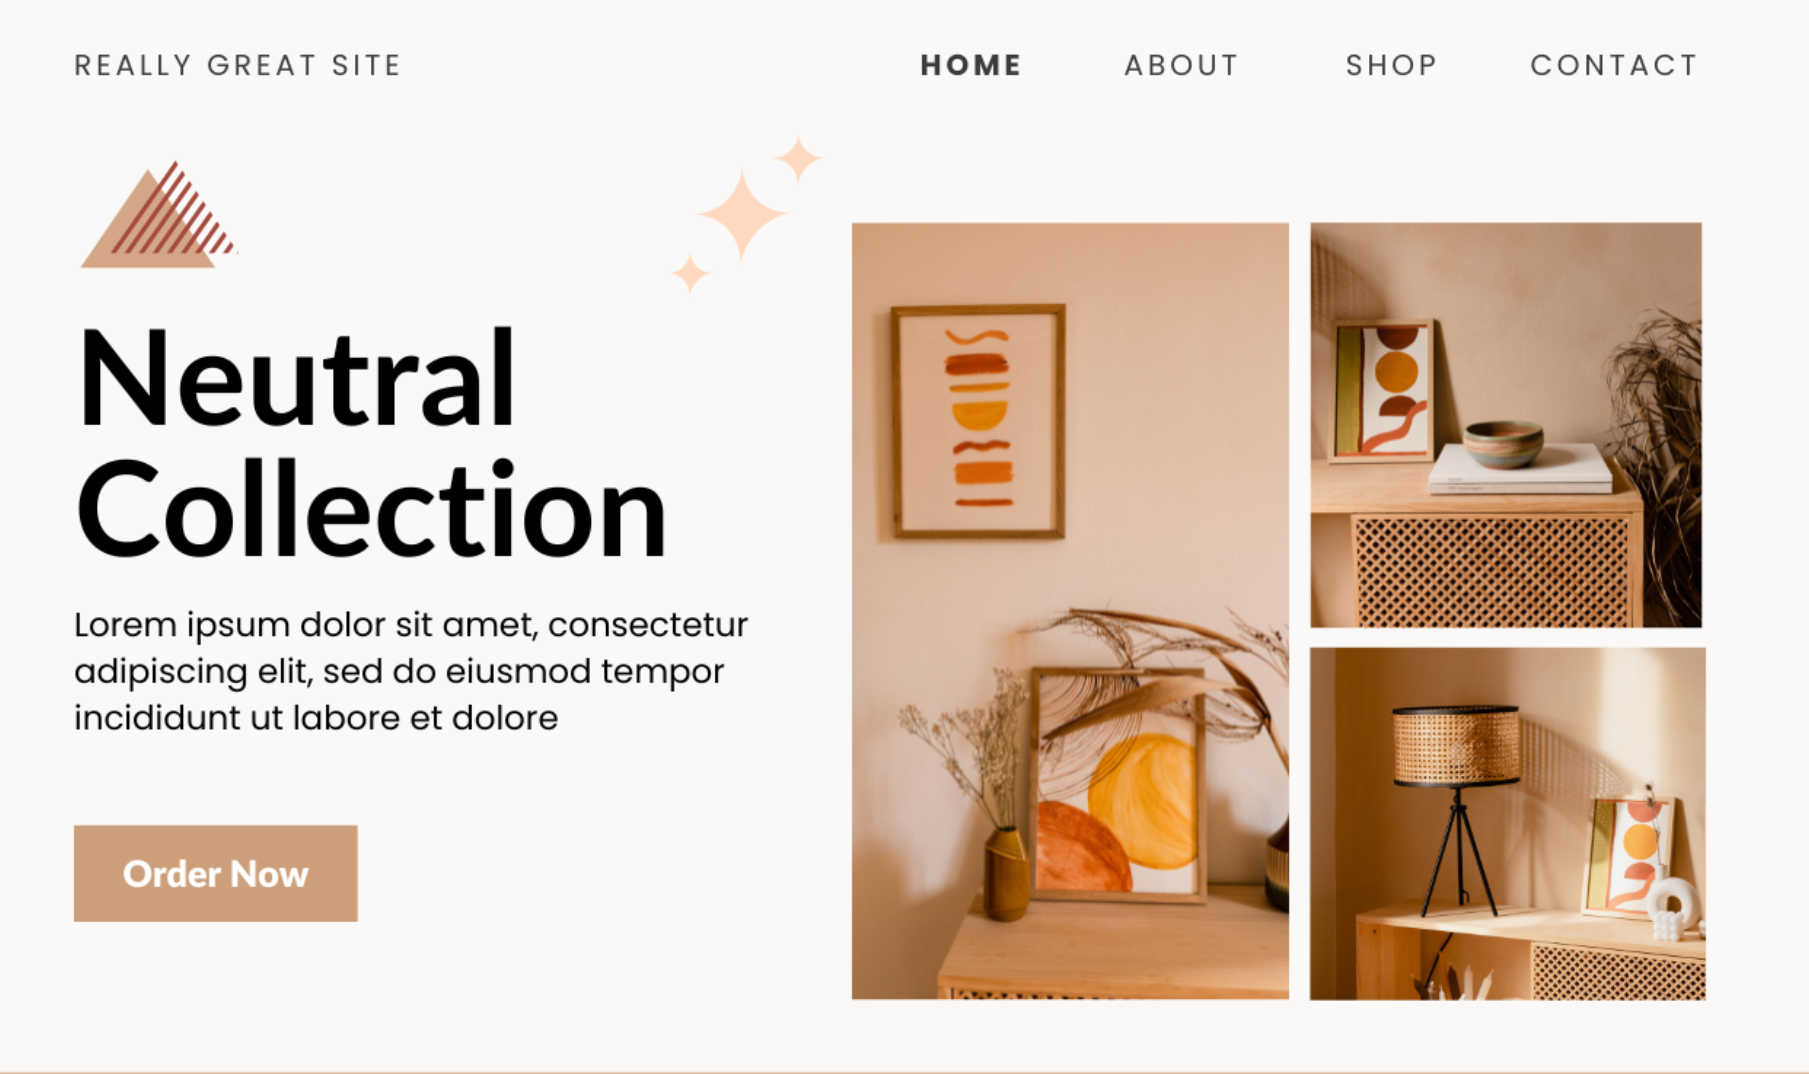 REALLY GREAT SITE
HOME ABOUT SHOP CONTACT
Neutral
Collection
Lorem ipsum dolor sit amet, consectetur
adipiscing elit, sed do eiusmod tempor
incididunt ut labore et dolore
Order Now